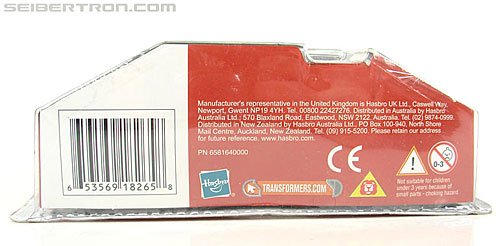 SEIBERTRON.COM
Manufacturer's representative in the United Kingdom is Hasbro UK Ltd., Caswell Way,
Newport, Gwent NP19 4YH. Tel. 00800 22427276. Distributed in Australia by Hasbro
Australia Ltd.: 570 Blaxland Road, Eastwood, NSW 2122, Australia. Tel. (02) 9874-0999.
Distributed in New Zealand by Hasbro Australia Ltd., PO Box 100-940, North Shore
Mail Centre, Auckland, New Zealand. Tel. (09) 915-5200. Please retain our address
for future reference. www.hasbro.com.
PN 6581640000
6 53569 18265 8
Hasbro
TRANSFORMERS.COM
CE
0-3
Not suitable for children
under 3 years because of
small parts - choking hazard.